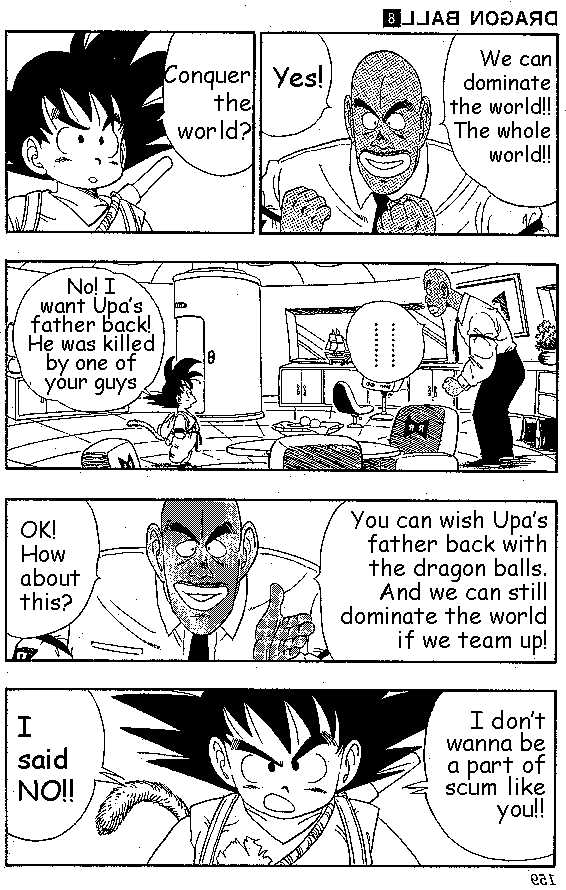 DRAGON BALL 8
Conquer
the
world?
Yes!
We can
dominate
the world!!
The whole
world!!
No! I
want Upa's
father back!
He was killed
by one of
your guys
OK!
How
about
this?
You can wish Upa's
father back with
the dragon balls.
And we can still
dominate the world
if we team up!
I
said
NO!!
I don't
wanna be
a part of
scum like
you!!
159